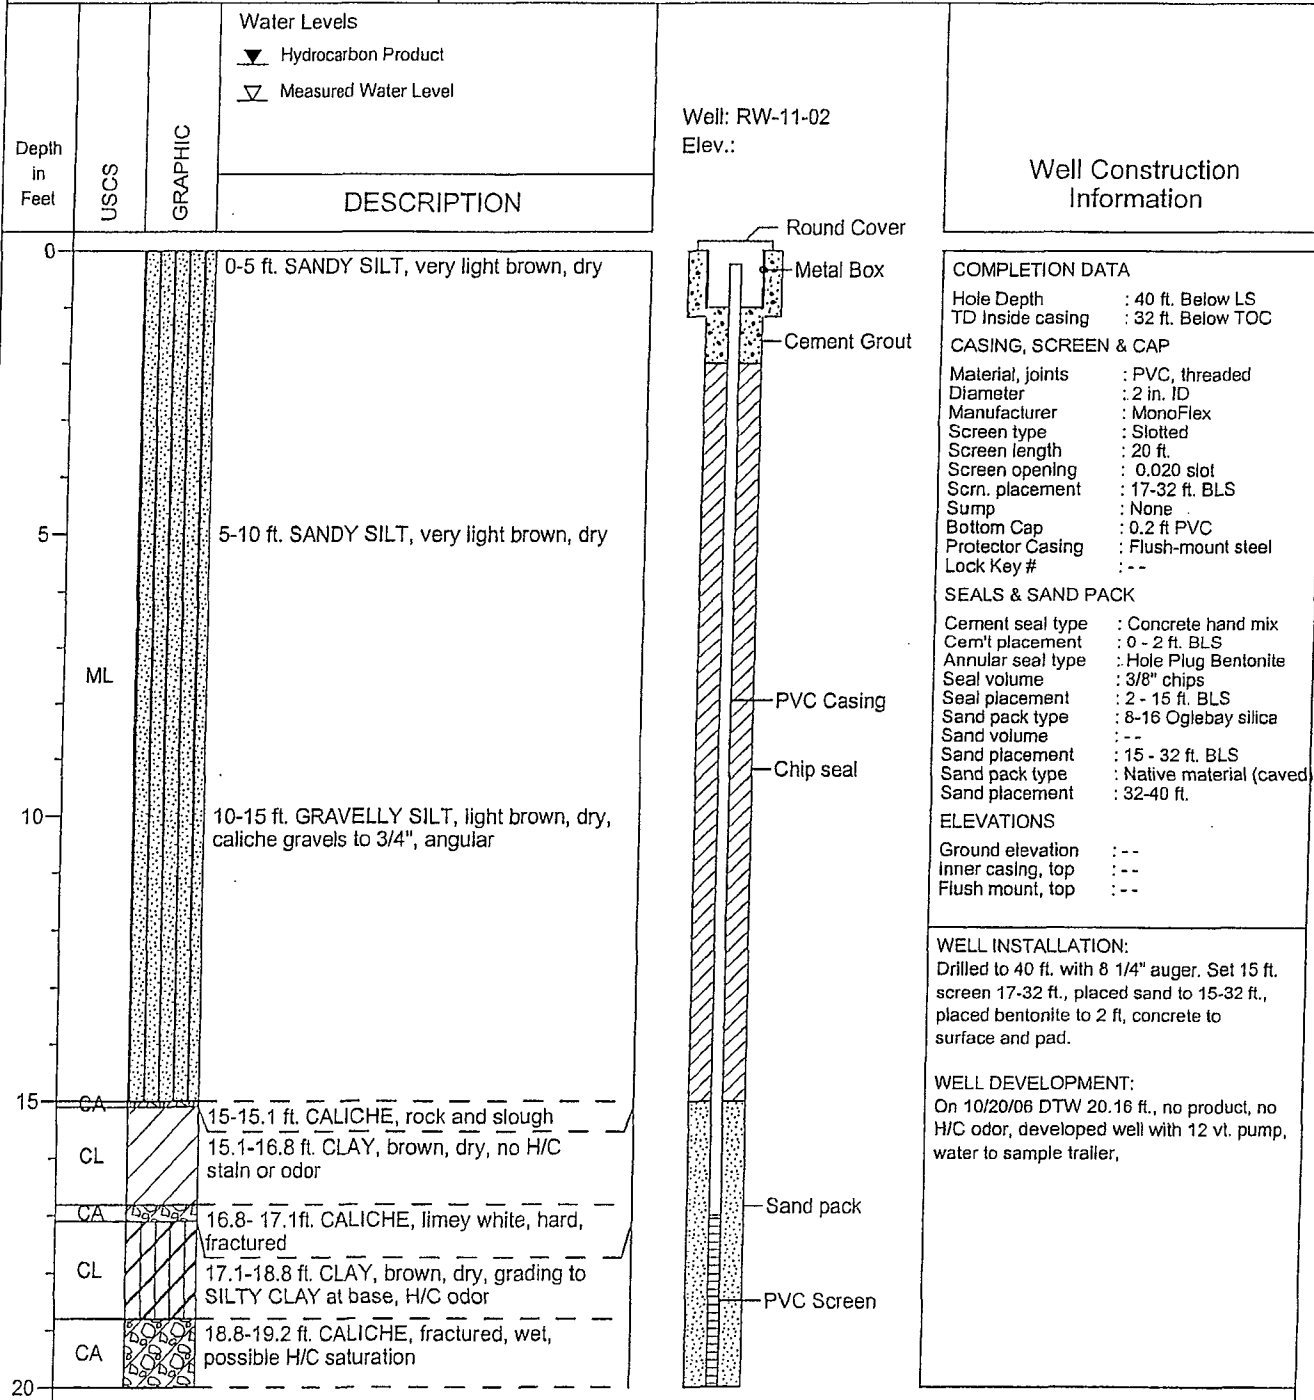 Water Levels
Hydrocarbon Product
Measured Water Level
Depth
in
Feet
USCS
GRAPHIC
DESCRIPTION
Well: RW-11-02
Elev.:
Well Construction
Information
0
5
10
15
20
ML
CA
CL
CA
CL
CA
0-5 ft. SANDY SILT, very light brown, dry
5-10 ft. SANDY SILT, very light brown, dry
10-15 ft. GRAVELLY SILT, light brown, dry,
caliche gravels to 3/4", angular
15-15.1 ft. CALICHE, rock and slough
15.1-16.8 ft. CLAY, brown, dry, no H/C
stain or odor
16.8- 17.1ft. CALICHE, limey white, hard,
fractured
17.1-18.8 ft. CLAY, brown, dry, grading to
SILTY CLAY at base, H/C odor
18.8-19.2 ft. CALICHE, fractured, wet,
possible H/C saturation
Round Cover
Metal Box
Cement Grout
PVC Casing
Chip seal
Sand pack
PVC Screen
COMPLETION DATA
Hole Depth : 40 ft. Below LS
TD Inside casing : 32 ft. Below TOC
CASING, SCREEN & CAP
Material, joints : PVC, threaded
Diameter : 2 in. ID
Manufacturer : MonoFlex
Screen type : Slotted
Screen length : 20 ft.
Screen opening : 0.020 slot
Scrn. placement : 17-32 ft. BLS
Sump : None
Bottom Cap : 0.2 ft PVC
Protector Casing : Flush-mount steel
Lock Key # : --
SEALS & SAND PACK
Cement seal type : Concrete hand mix
Cem't placement : 0 - 2 ft. BLS
Annular seal type : Hole Plug Bentonite
Seal volume : 3/8" chips
Seal placement : 2 - 15 ft. BLS
Sand pack type : 8-16 Oglebay silica
Sand volume : --
Sand placement : 15 - 32 ft. BLS
Sand pack type : Native material (caved)
Sand placement : 32-40 ft.
ELEVATIONS
Ground elevation : --
Inner casing, top : --
Flush mount, top : --
WELL INSTALLATION:
Drilled to 40 ft. with 8 1/4" auger. Set 15 ft.
screen 17-32 ft., placed sand to 15-32 ft.,
placed bentonite to 2 ft, concrete to
surface and pad.
WELL DEVELOPMENT:
On 10/20/06 DTW 20.16 ft., no product, no
H/C odor, developed well with 12 vt. pump,
water to sample trailer,